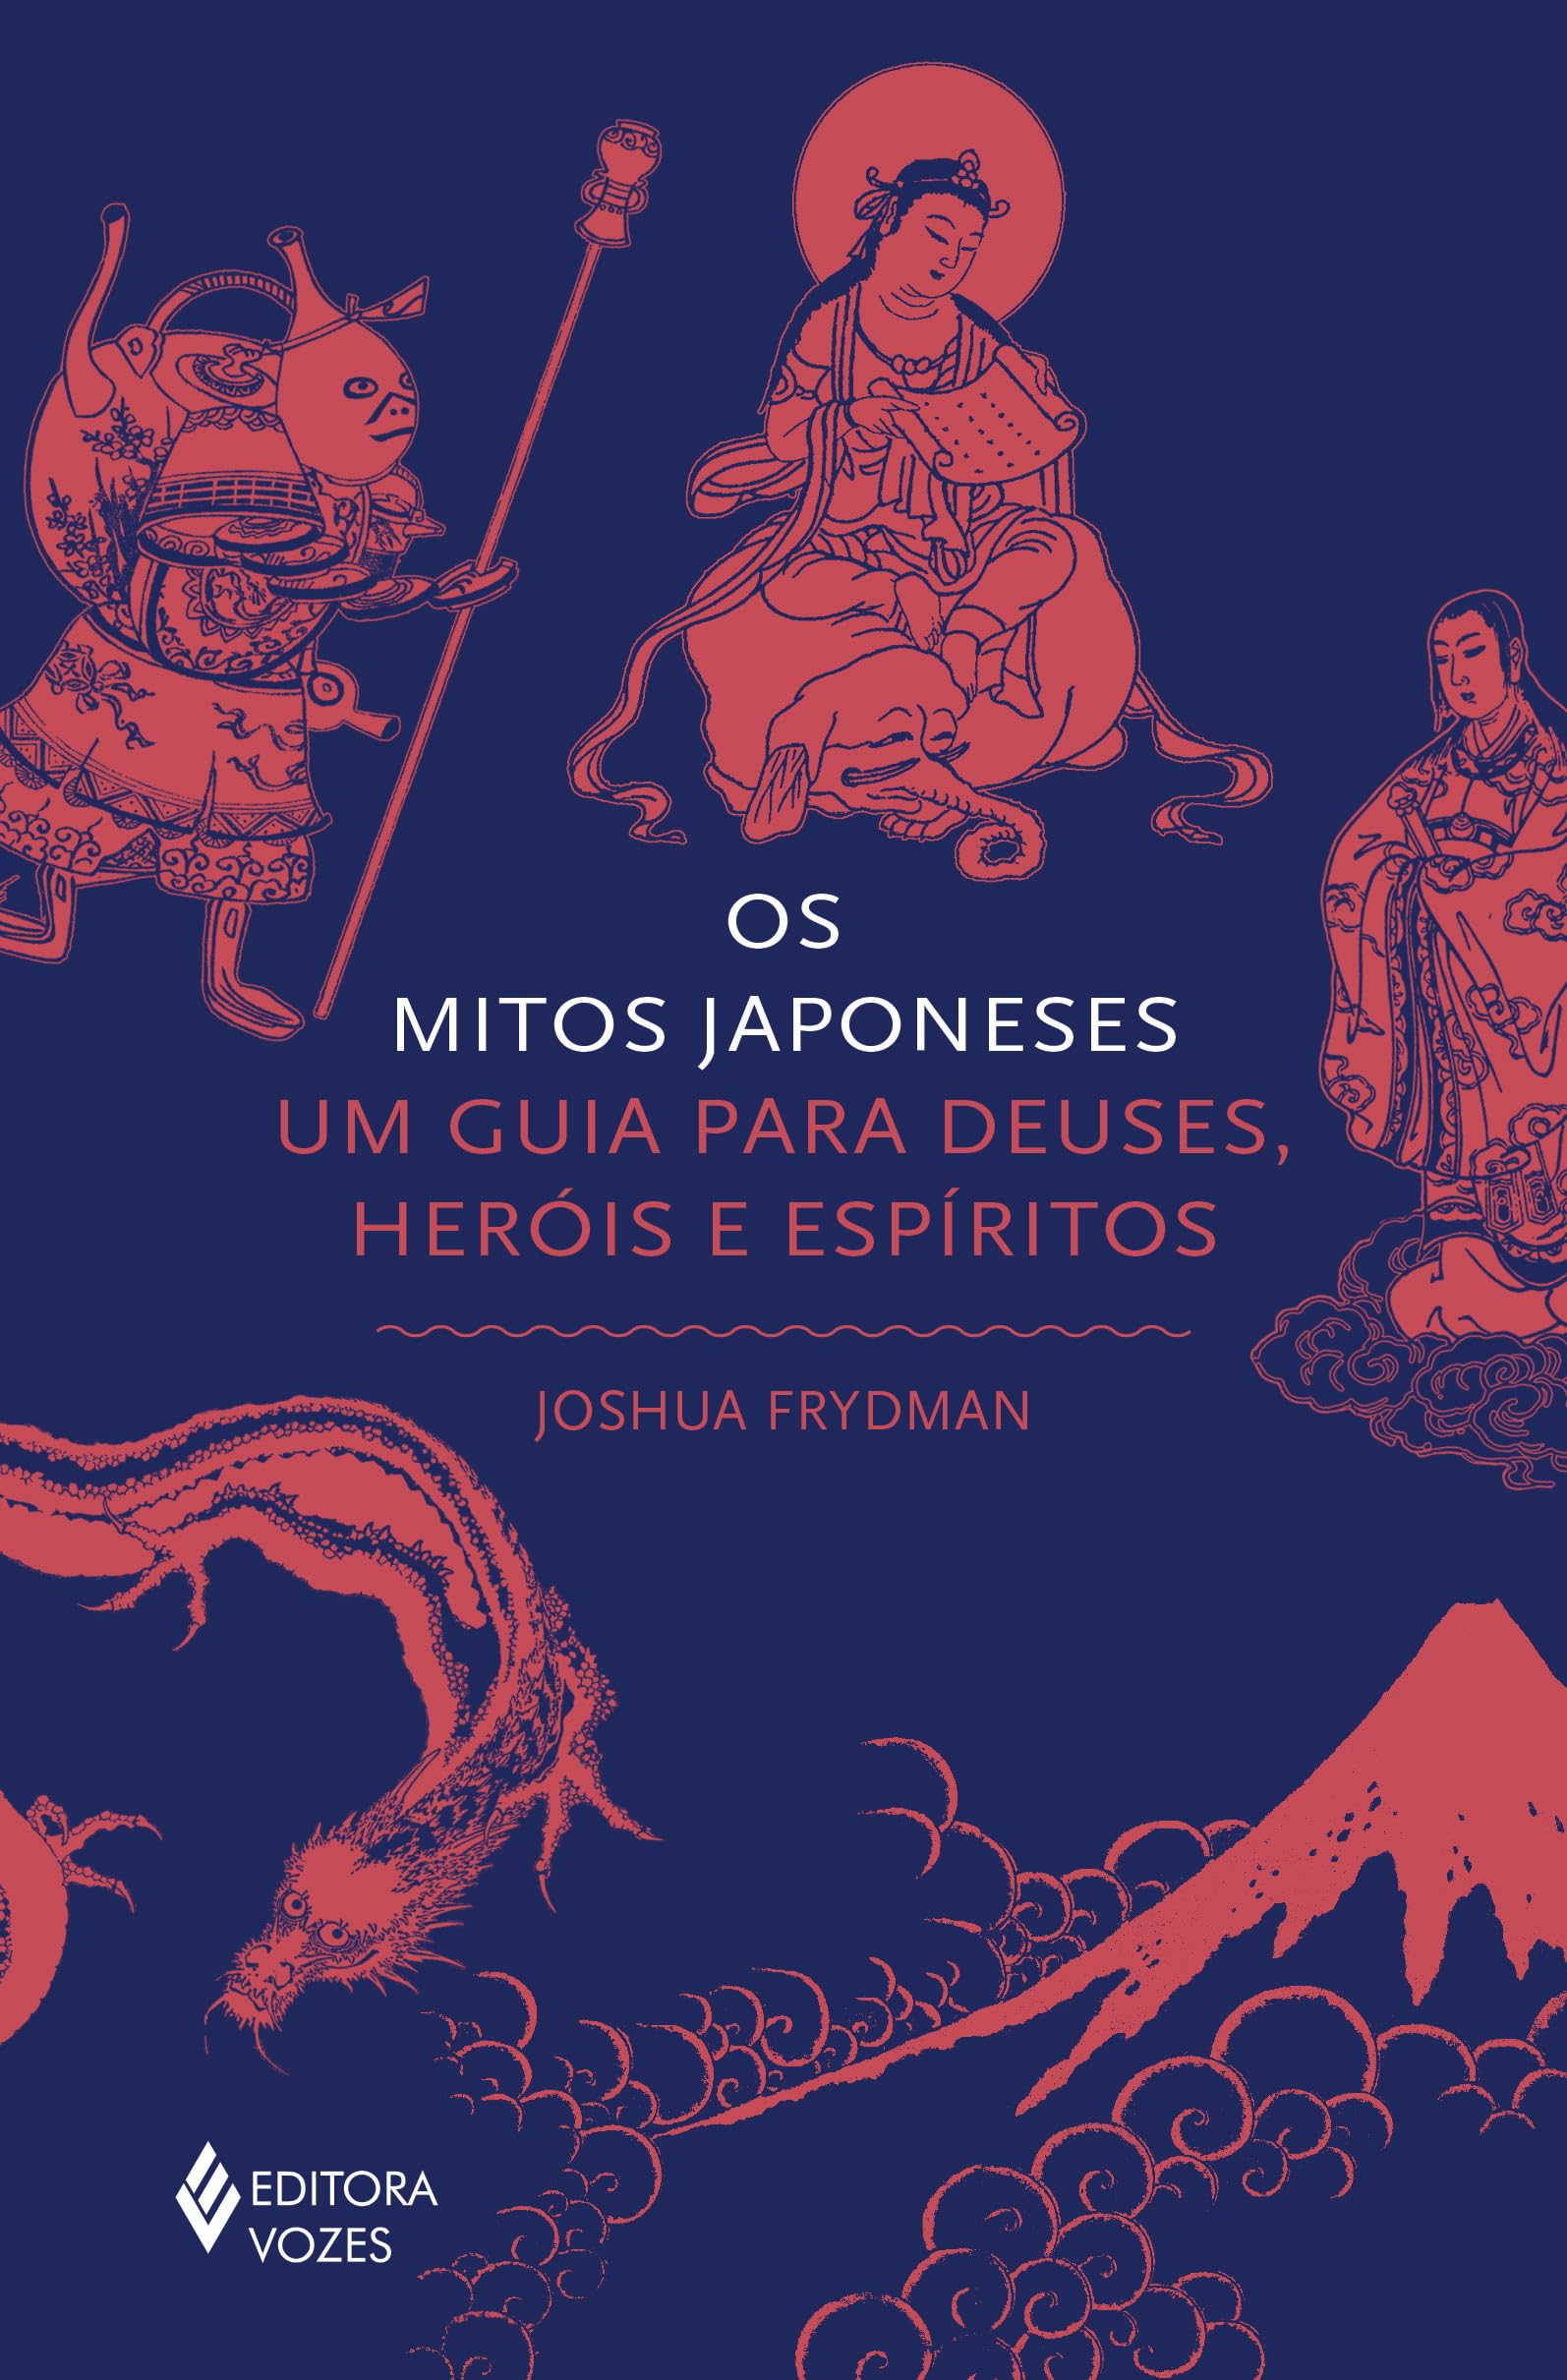 OS
MITOS JAPONESES
UM GUIA PARA DEUSES,
HERÓIS E ESPÍRITOS
JOSHUA FRYDMAN
EDITORA
VOZES